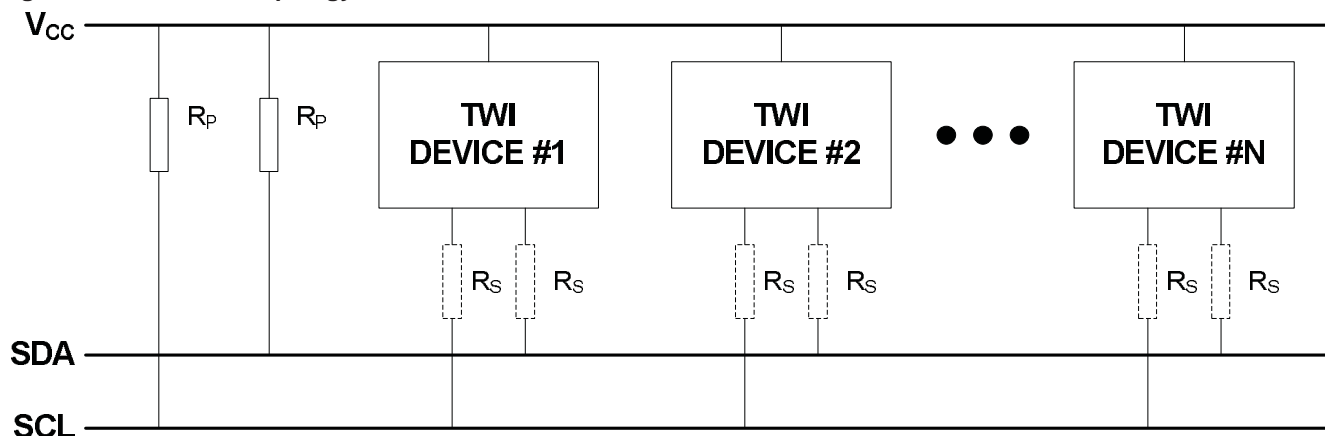 VCC
RP RP
TWI DEVICE #1
TWI DEVICE #2
TWI DEVICE #N
RS RS RS RS RS RS
SDA
SCL